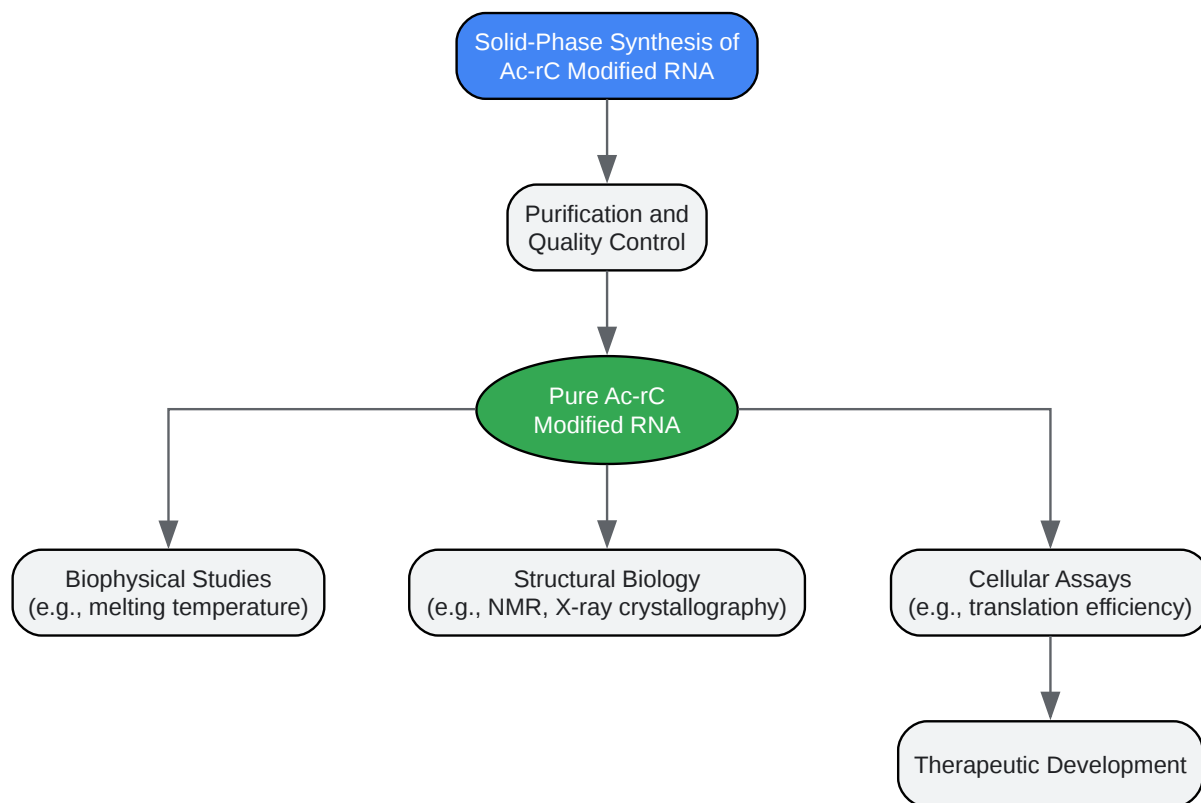 Solid-Phase Synthesis of
Ac-rC Modified RNA
Purification and
Quality Control
Pure Ac-rC
Modified RNA
Biophysical Studies
(e.g., melting temperature)
Structural Biology
(e.g., NMR, X-ray crystallography)
Cellular Assays
(e.g., translation efficiency)
Therapeutic Development